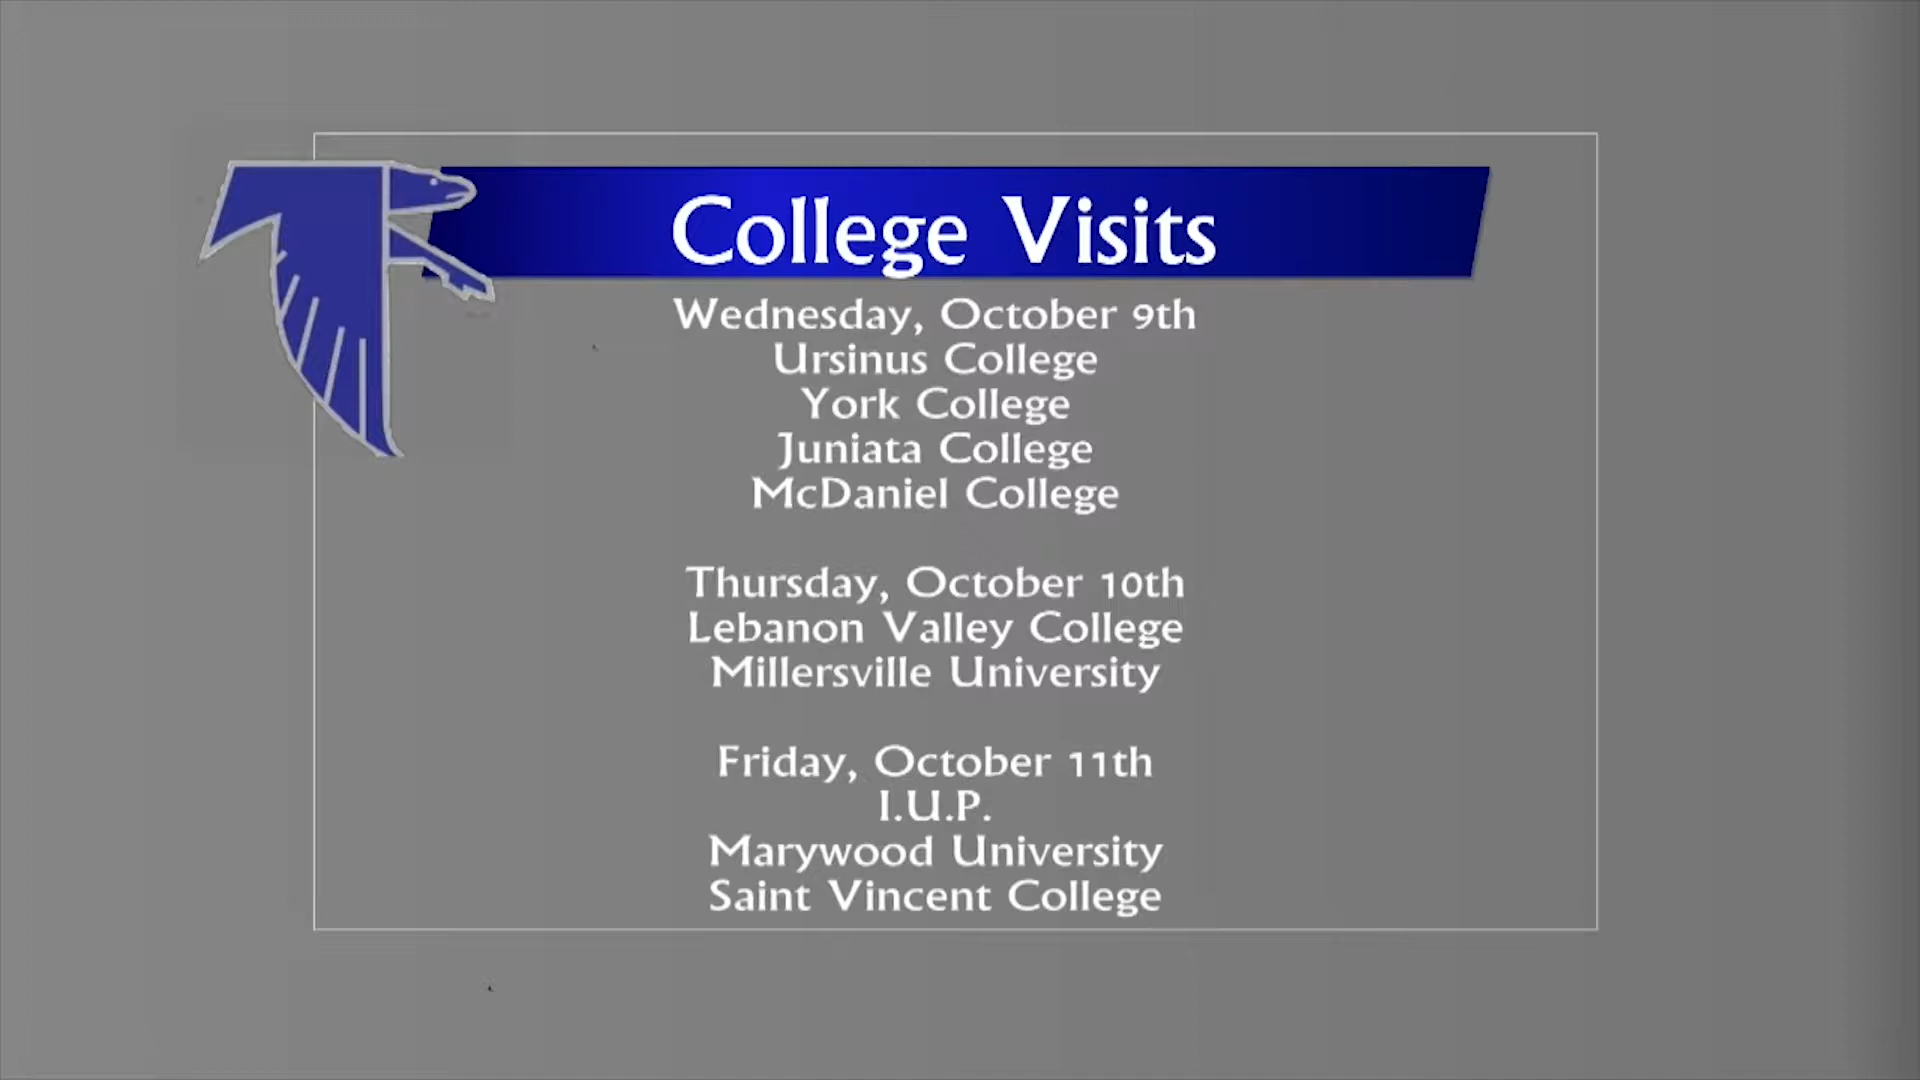 College Visits
Wednesday, October 9th
Ursinus College
York College
Juniata College
McDaniel College
Thursday, October 10th
Lebanon Valley College
Millersville University
Friday, October 11th
I.U.P.
Marywood University
Saint Vincent College